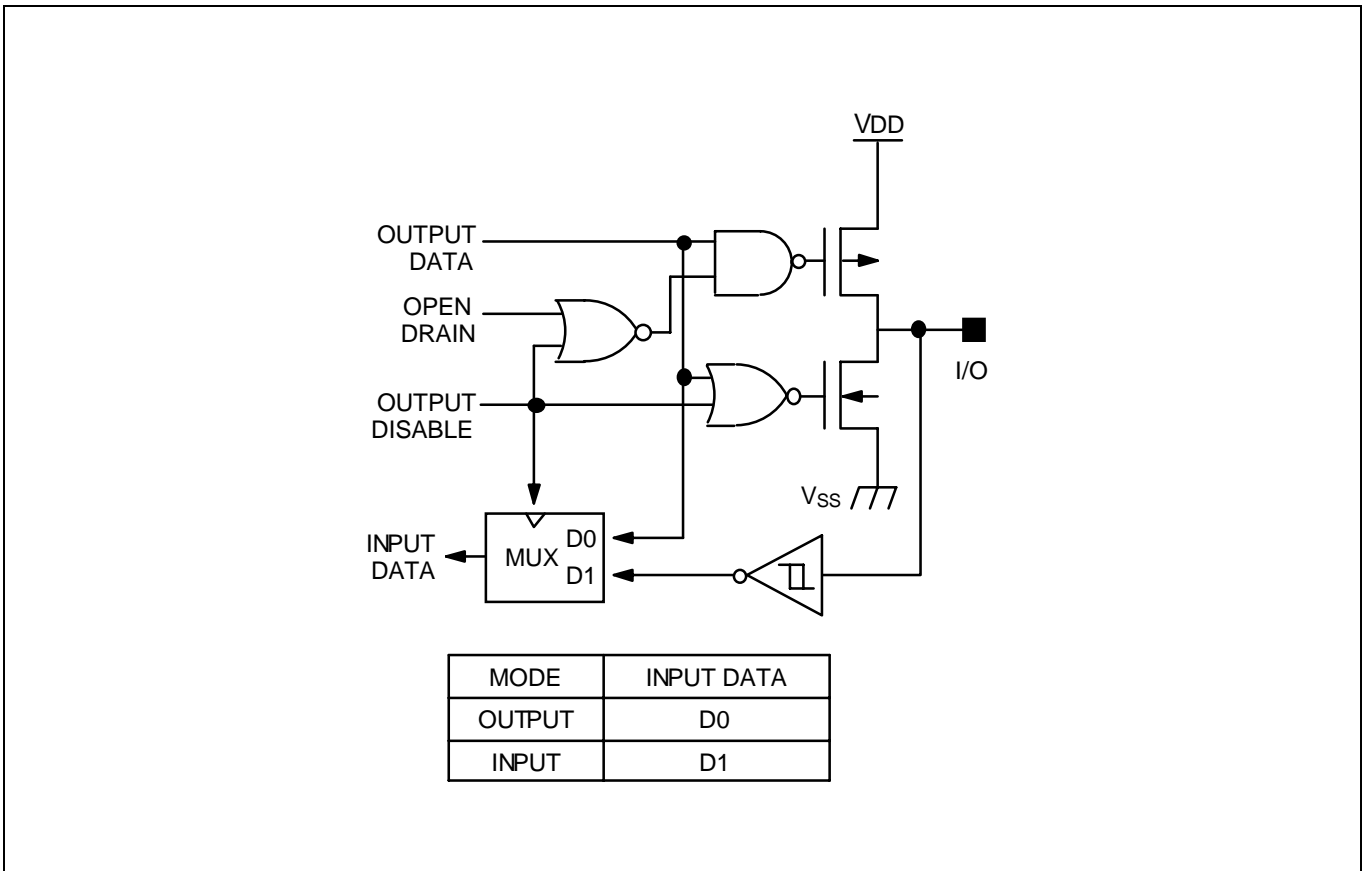 VDD
OUTPUT
DATA
OPEN
DRAIN
I/O
OUTPUT
DISABLE
VSS
INPUT
DATA
MUX
D0
D1
MODE INPUT DATA
OUTPUT D0
INPUT D1